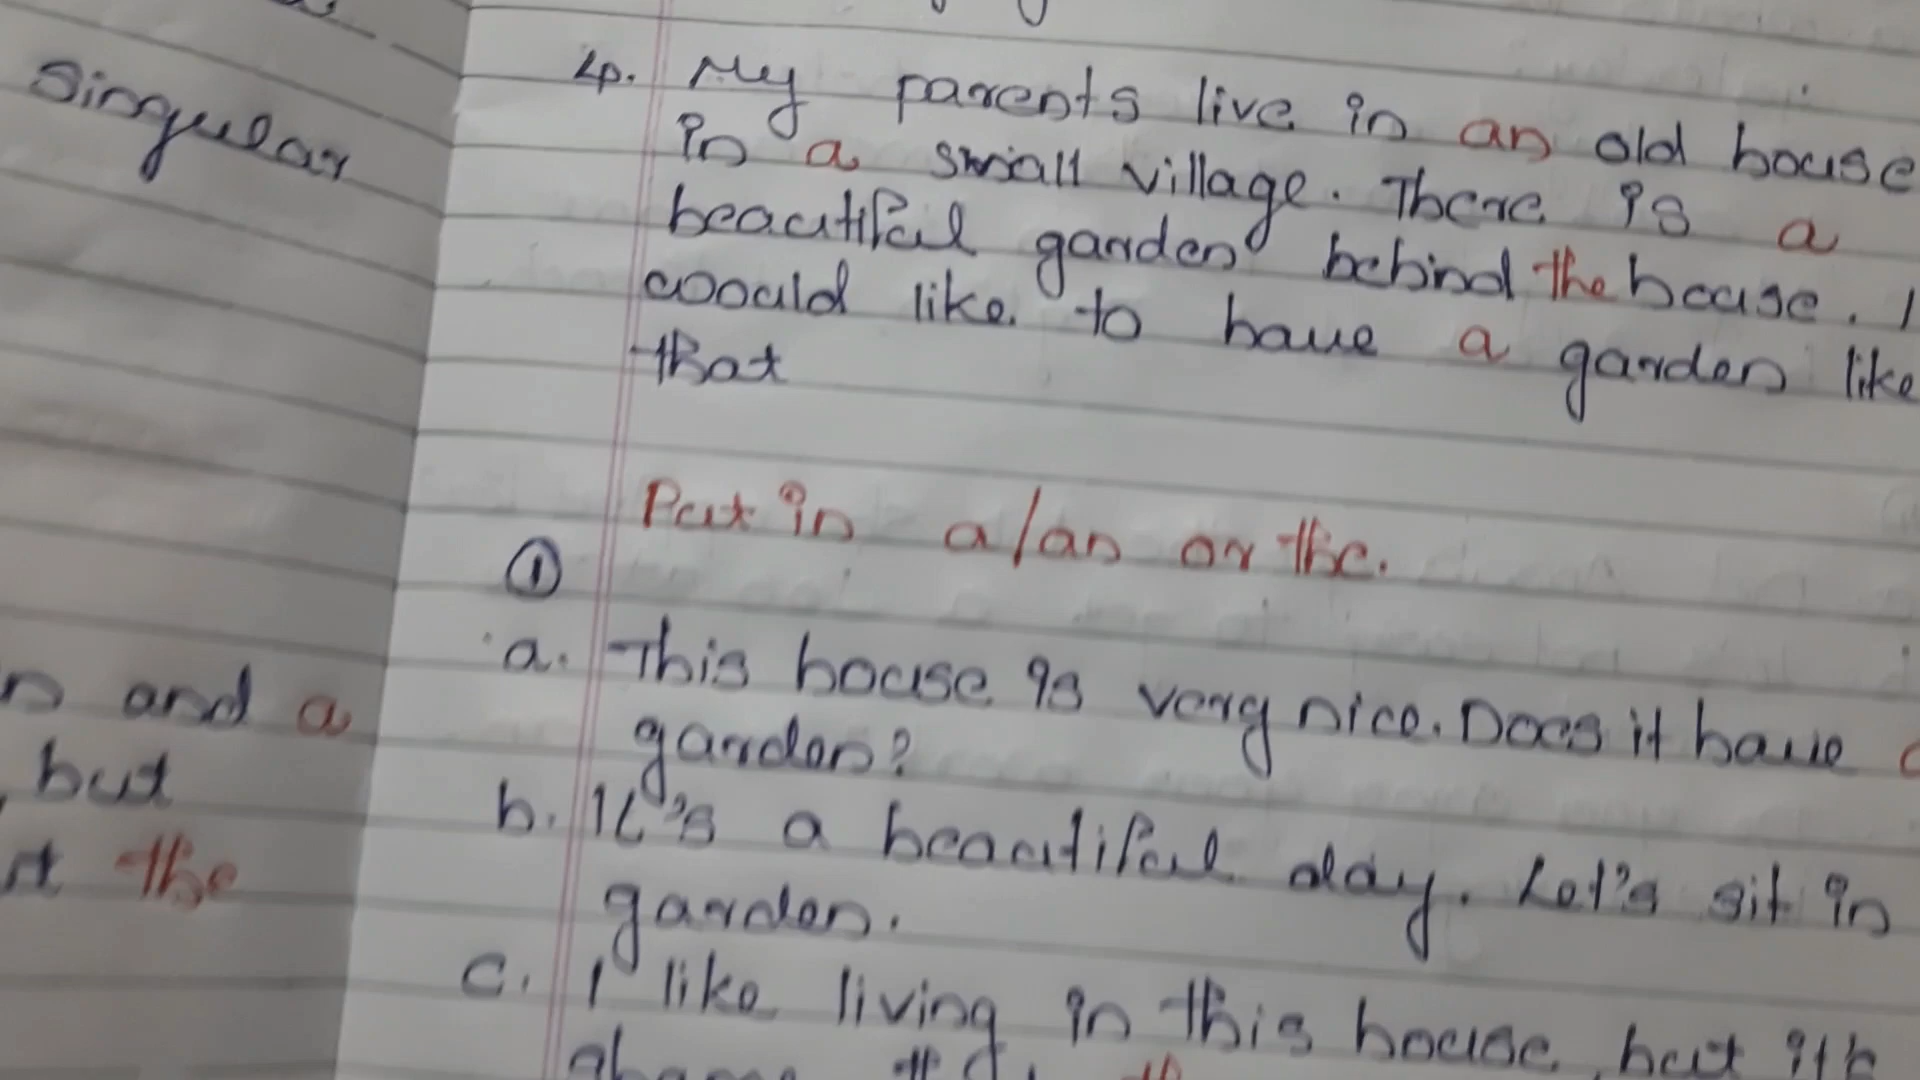 Singular
and a
but
the
4. My parents live in an old house
in a small village. There is a
beautiful garden behind the house. I
woould like to have a garden like
that
Put in a/an or the.
①
a. This house is very nice. Does it have
garden?
b. It's a beautiful day. Let's sit in
garden.
c. I like living in this house, but